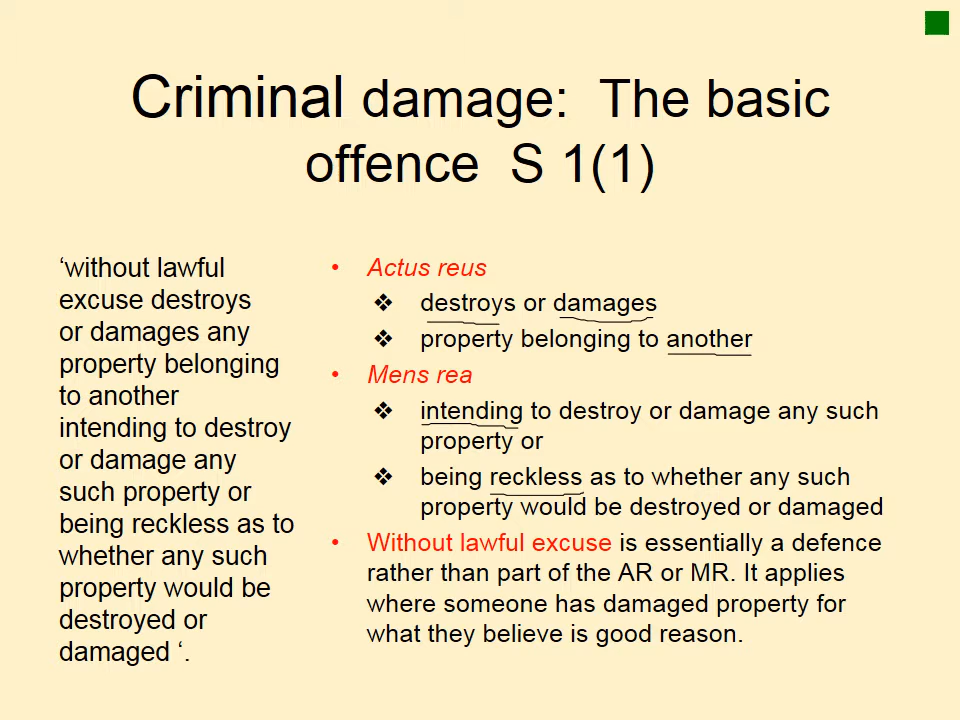 Criminal damage:  The basic
offence  S 1(1)
‘without lawful
excuse destroys
or damages any
property belonging
to another
intending to destroy
or damage any
such property or
being reckless as to
whether any such
property would be
destroyed or
damaged ‘.
• Actus reus
❖ destroys or damages
❖ property belonging to another
• Mens rea
❖ intending to destroy or damage any such
property or
❖ being reckless as to whether any such
property would be destroyed or damaged
• Without lawful excuse is essentially a defence
rather than part of the AR or MR. It applies
where someone has damaged property for
what they believe is good reason.